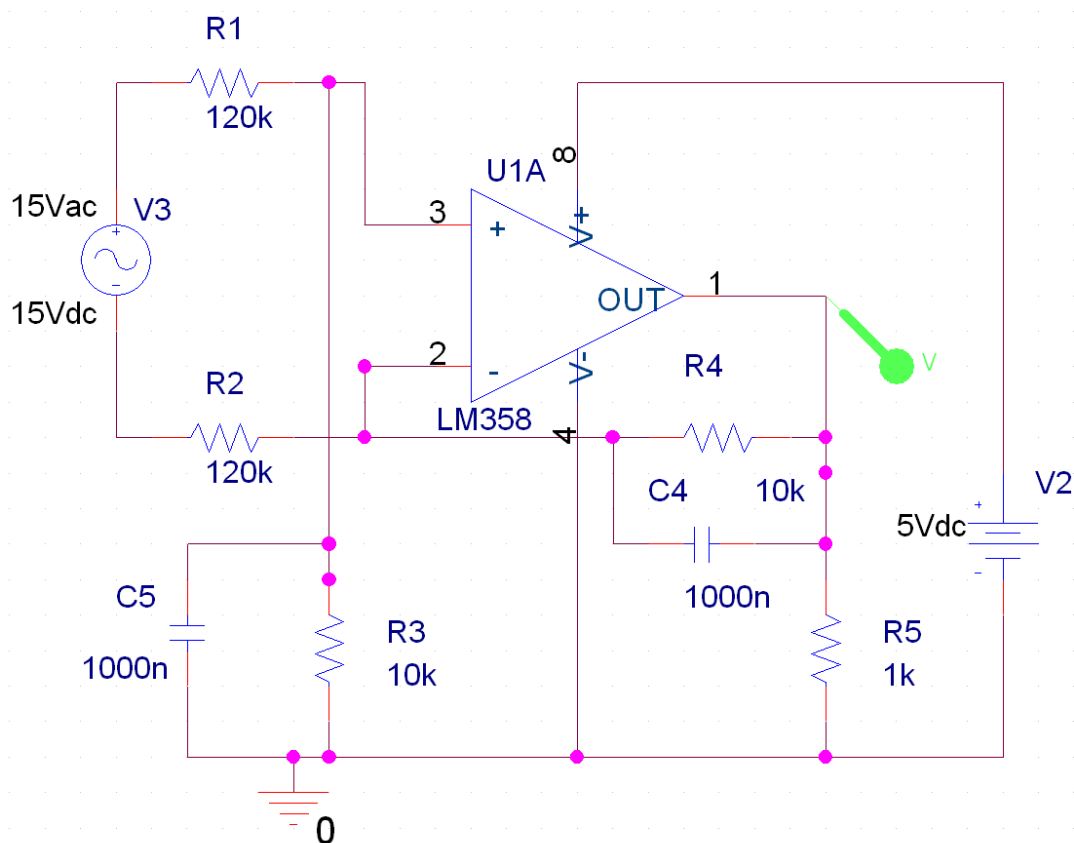 R1
120k
8
U1A
15Vac
V3
3
+
V+
+
-
OUT
1
15Vdc
2
-
V-
R4
V
R2
LM358
4
120k
C4
10k
V2
5Vdc
+
-
C5
1000n
R3
R5
1000n
10k
1k
0